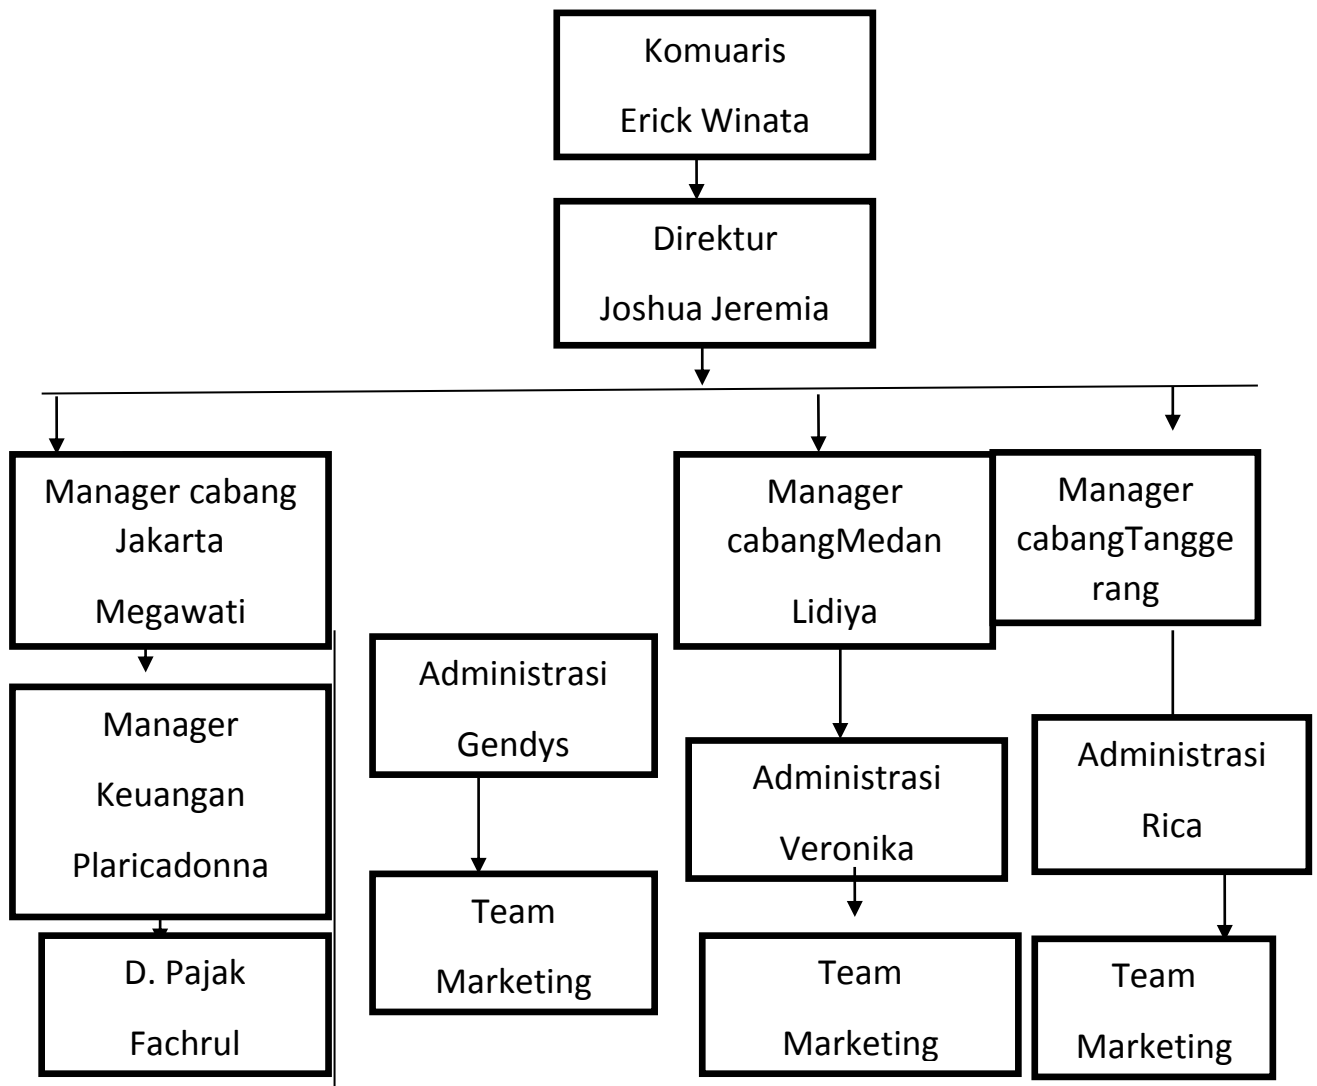 Komuaris
Erick Winata
Direktur
Joshua Jeremia
Manager cabang
Jakarta
Megawati
Manager
cabangMedan
Lidiya
Manager
cabangTangge
rang
Manager
Keuangan
Plaricadonna
Administrasi
Gendys
Administrasi
Veronika
Administrasi
Rica
D. Pajak
Fachrul
Team
Marketing
Team
Marketing
Team
Marketing